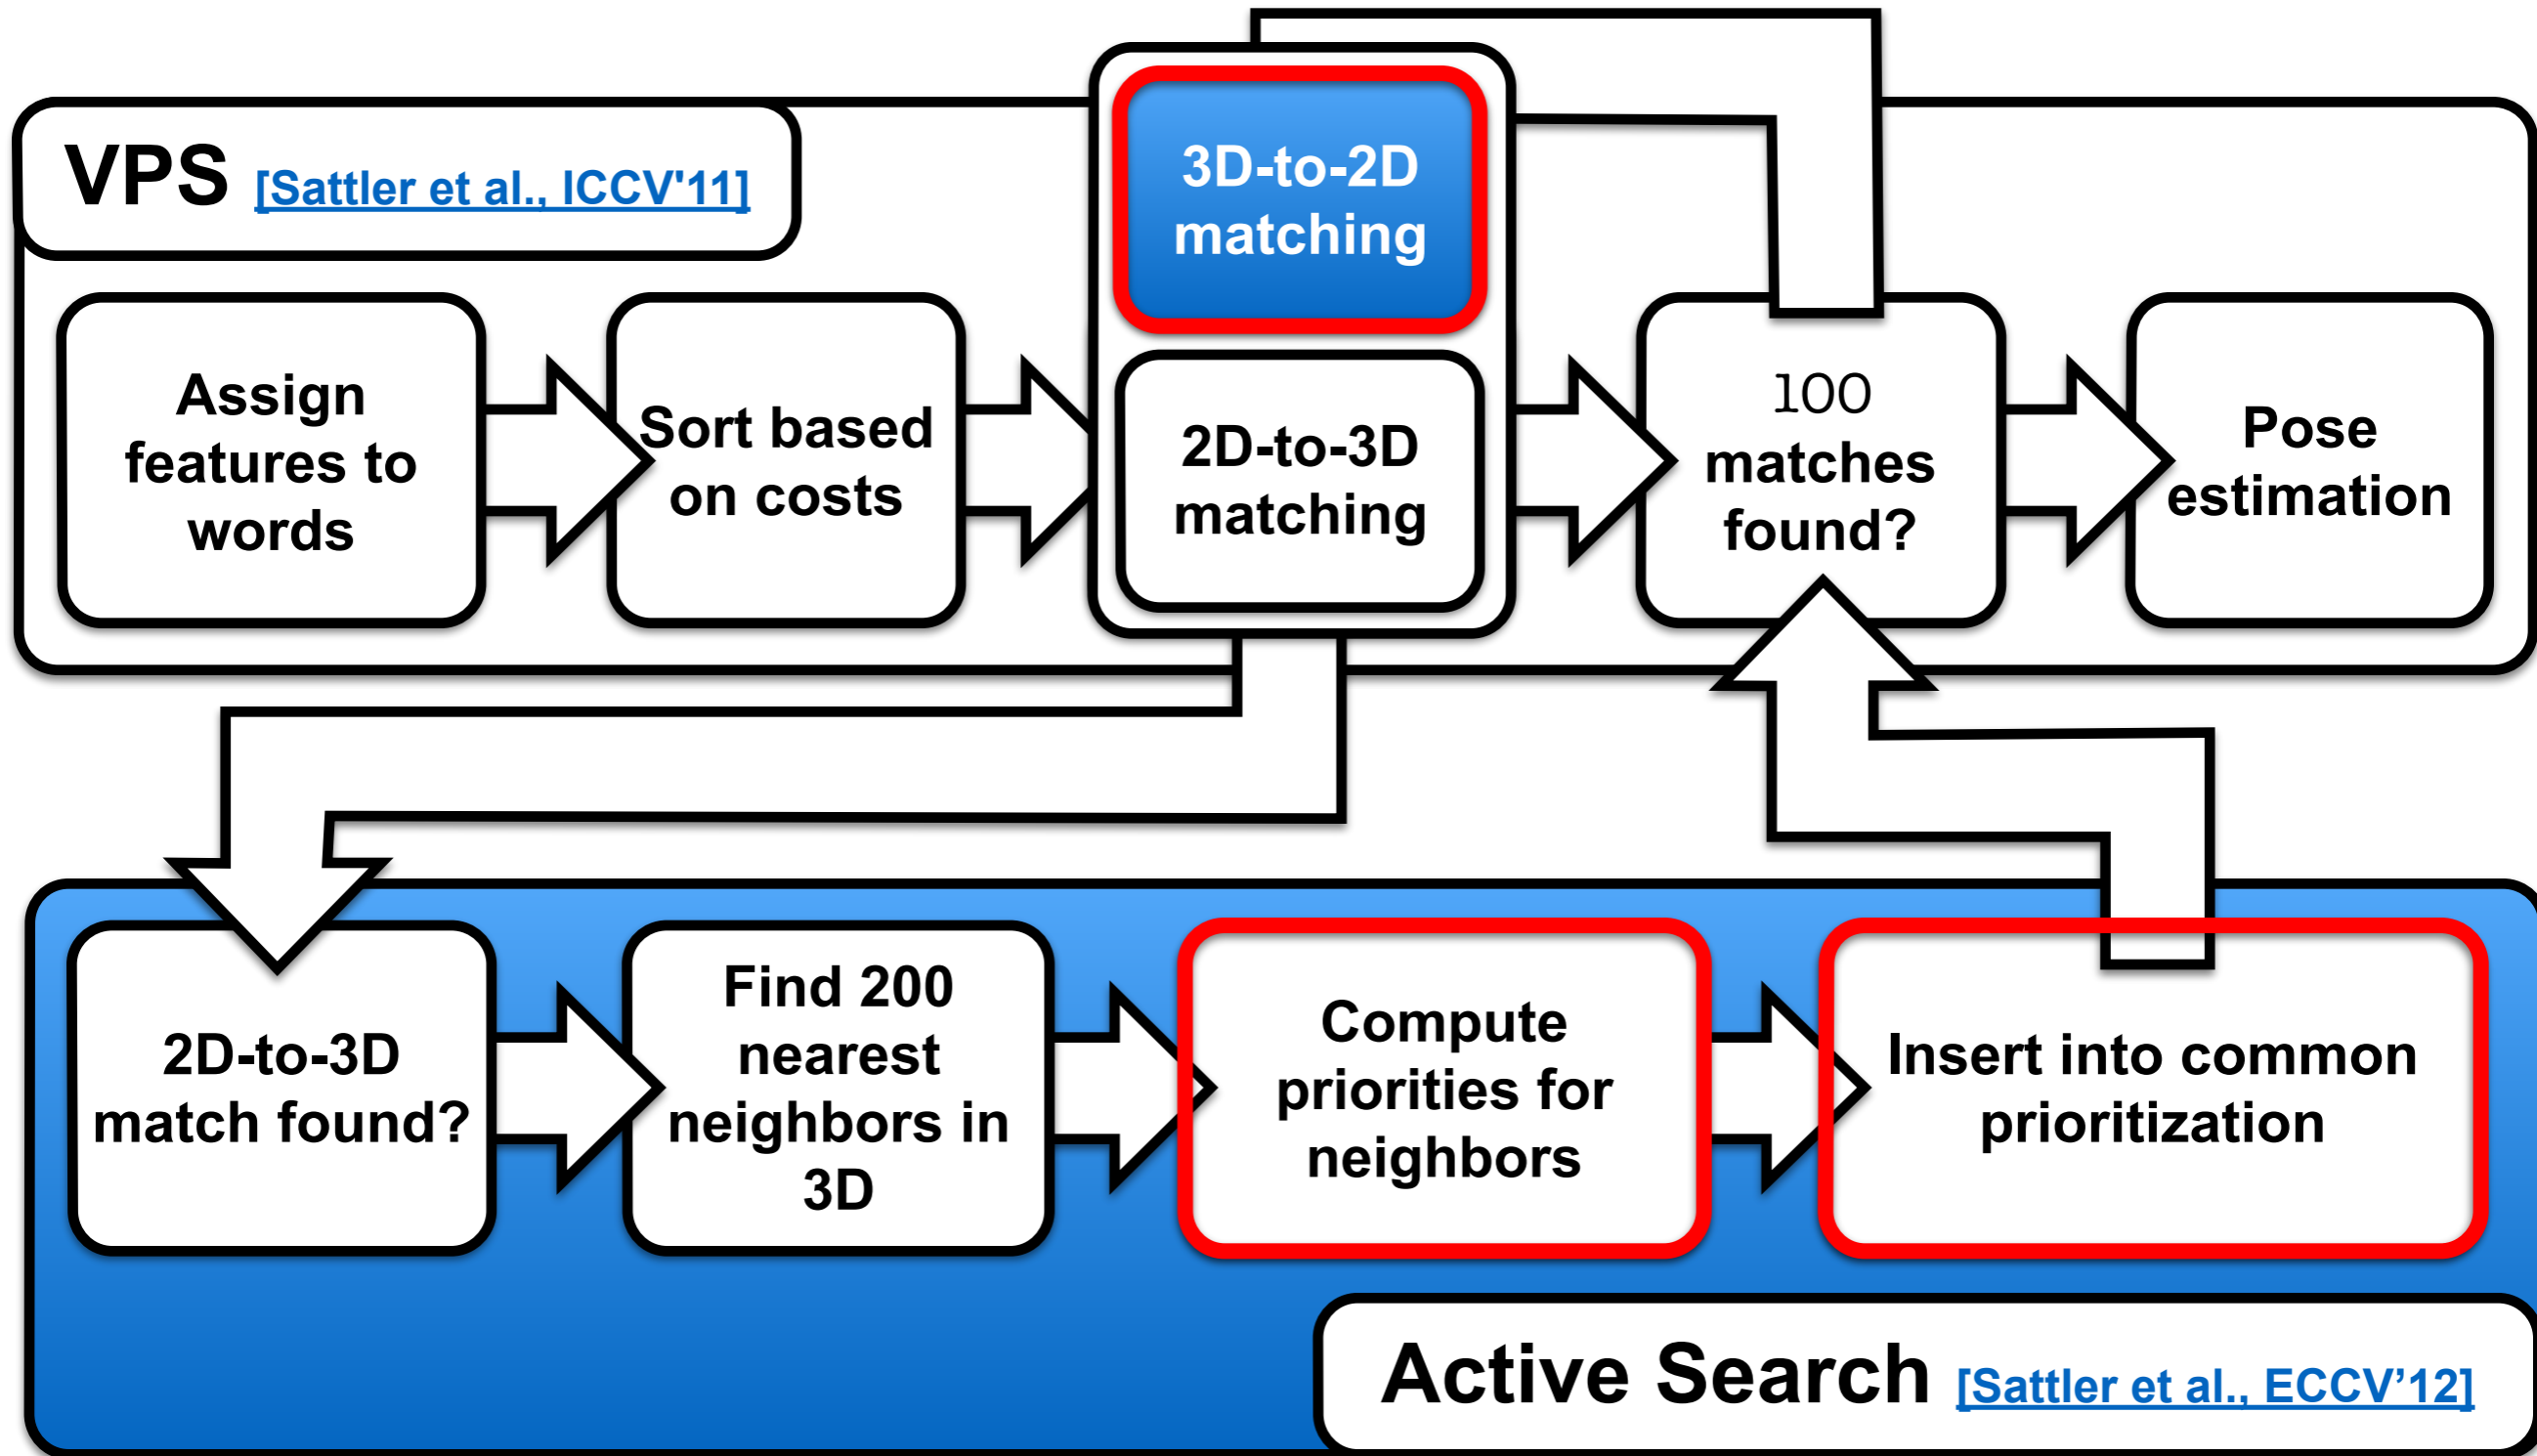 VPS [Sattler et al., ICCV'11]
3D-to-2D
matching
Assign
features to
words
Sort based
on costs
2D-to-3D
matching
100
matches
found?
Pose
estimation
2D-to-3D
match found?
Find 200
nearest
neighbors in
3D
Compute
priorities for
neighbors
Insert into common
prioritization
Active Search [Sattler et al., ECCV’12]